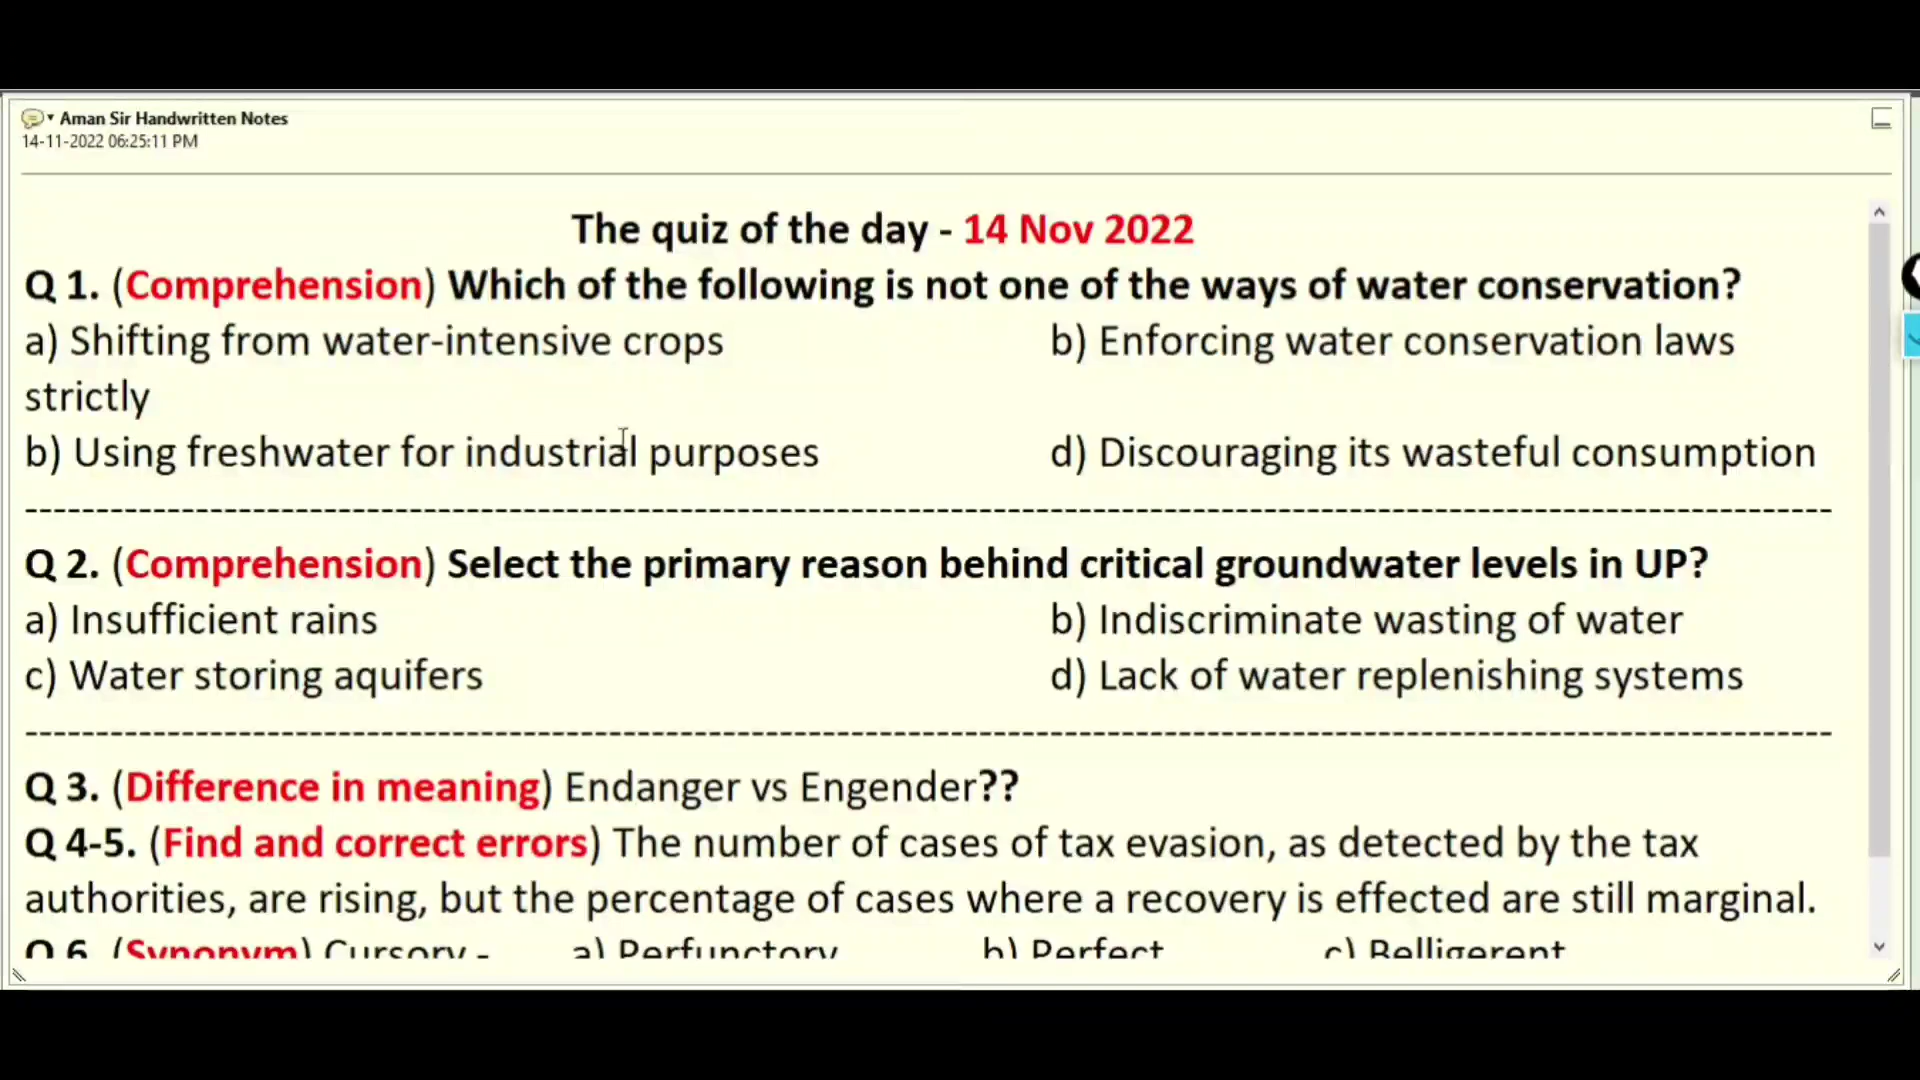 Aman Sir Handwritten Notes
14-11-2022 06:25:11 PM
The quiz of the day - 14 Nov 2022
Q 1. (Comprehension) Which of the following is not one of the ways of water conservation?
a) Shifting from water-intensive crops b) Enforcing water conservation laws
strictly
b) Using freshwater for industrial purposes d) Discouraging its wasteful consumption
--------------------------------------------------------------------------------
Q 2. (Comprehension) Select the primary reason behind critical groundwater levels in UP?
a) Insufficient rains b) Indiscriminate wasting of water
c) Water storing aquifers d) Lack of water replenishing systems
--------------------------------------------------------------------------------
Q 3. (Difference in meaning) Endanger vs Engender??
Q 4-5. (Find and correct errors) The number of cases of tax evasion, as detected by the tax
authorities, are rising, but the percentage of cases where a recovery is effected are still marginal.
Q 6. (Synonym) Cursory - a) Perfunctory b) Perfect c) Belligerent